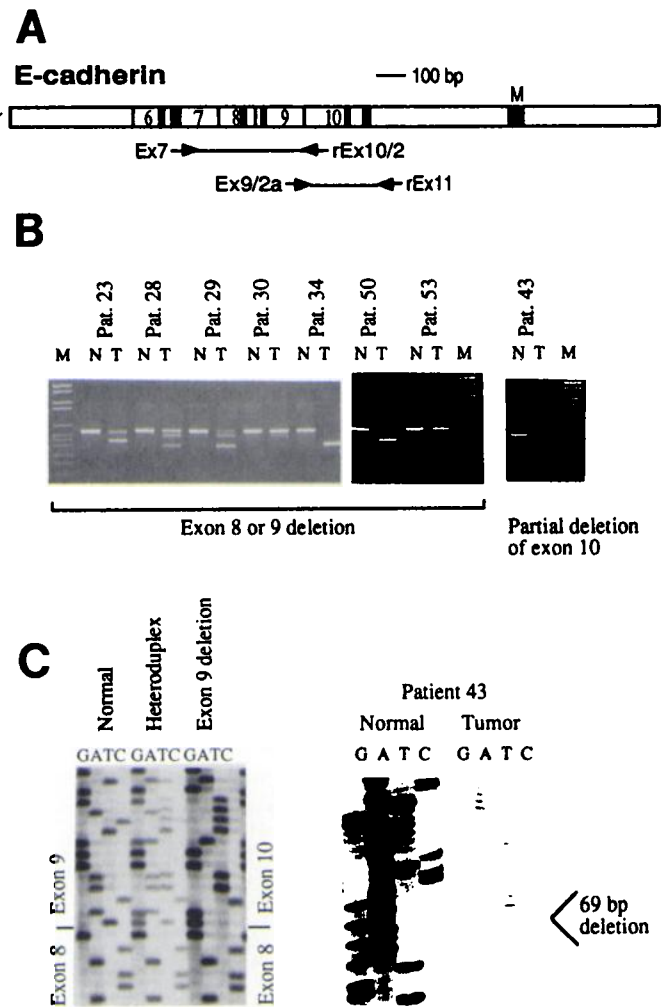 A
E-cadherin
100 bp
M
6 7 8 9 10
Ex7 rEx10/2
Ex9/2a rEx11
B
Pat. 23 Pat. 28 Pat. 29 Pat. 30 Pat. 34 Pat. 50 Pat. 53 Pat. 43
M N T N T N T N T N T N T N T M N T M
Exon 8 or 9 deletion
Partial deletion
of exon 10
C
Normal
Heteroduplex
Exon 9 deletion
GATC GATC GATC
Exon 9
Exon 8
Exon 10
Exon 8
Patient 43
Normal Tumor
G A T C G A T C
69 bp
deletion